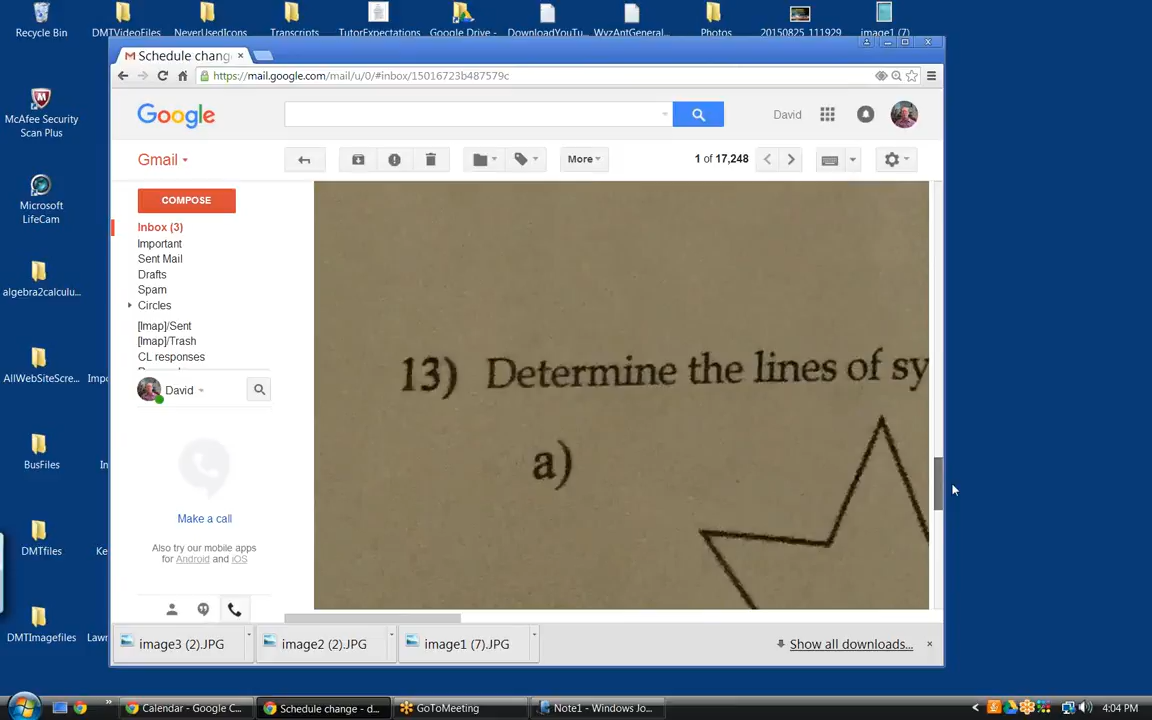 Recycle Bin
DMTVideoFiles
NeverUsedIcons
Transcripts
TutorExpectations
Google Drive -
DownloadYouTu...
WyzAntGeneral...
Photos
20150825_111929
image1 (7)
McAfee Security
Scan Plus
Microsoft
LifeCam
algebra2calculu...
AllWebSiteScre...
Impo
BusFiles
In
DMTfiles
Ke
DMTImagefiles
Lawn
Schedule chang
https://mail.google.com/mail/u/0/#inbox/15016723b487579c
Google
David
Gmail
More
1 of 17,248
COMPOSE
Inbox (3)
Important
Sent Mail
Drafts
Spam
Circles
[Imap]/Sent
[Imap]/Trash
CL responses
David
Make a call
Also try our mobile apps
for Android and iOS
13) Determine the lines of sy
a)
image3 (2).JPG
image2 (2).JPG
image1 (7).JPG
Show all downloads...
Calendar - Google C...
Schedule change - d...
GoToMeeting
Note1 - Windows Jo...
4:04 PM